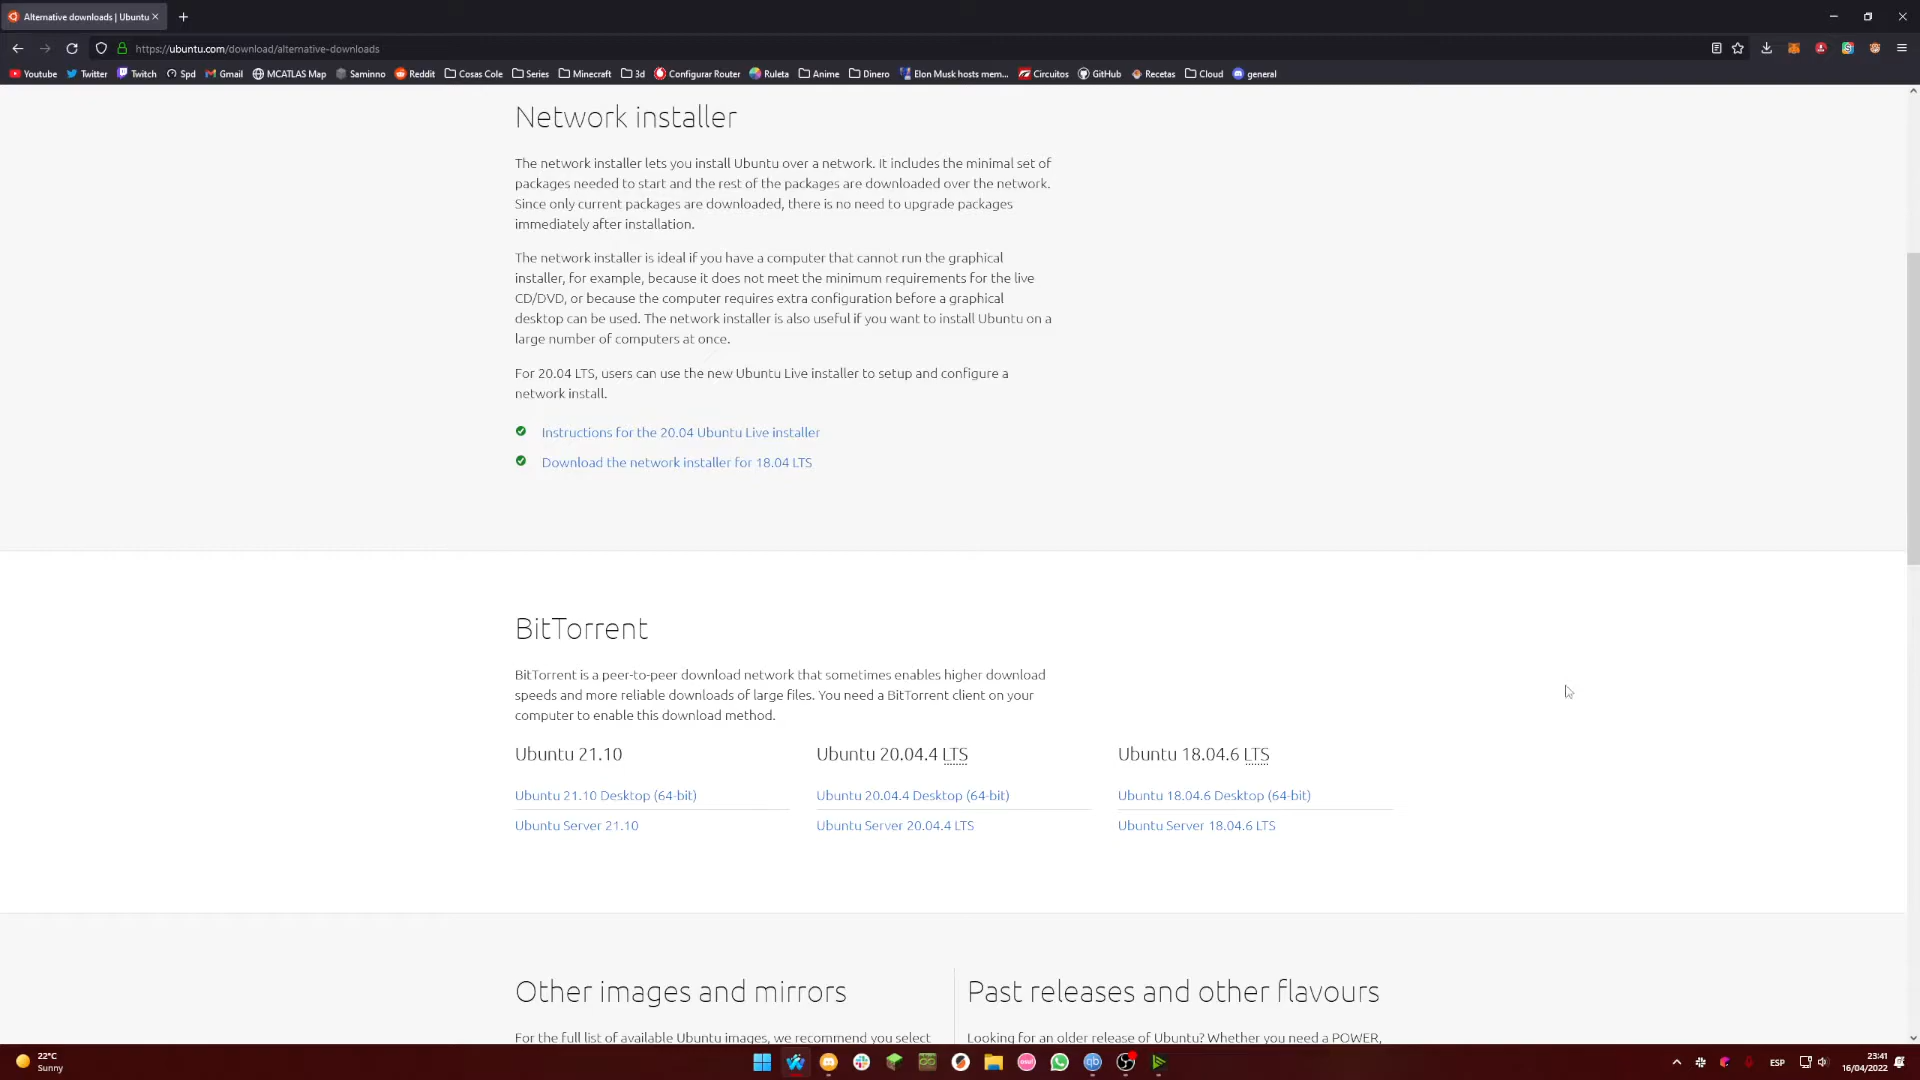 Alternative downloads | Ubuntu
https://ubuntu.com/download/alternative-downloads
Youtube Twitter Twitch Spd Gmail MCATLAS Map Saminno Reddit Cosas Cole Series Minecraft 3d Configurar Router Ruleta Anime Dinero Elon Musk hosts mem... Circuitos GitHub Recetas Cloud general
Network installer
The network installer lets you install Ubuntu over a network. It includes the minimal set of
packages needed to start and the rest of the packages are downloaded over the network.
Since only current packages are downloaded, there is no need to upgrade packages
immediately after installation.
The network installer is ideal if you have a computer that cannot run the graphical
installer, for example, because it does not meet the minimum requirements for the live
CD/DVD, or because the computer requires extra configuration before a graphical
desktop can be used. The network installer is also useful if you want to install Ubuntu on a
large number of computers at once.
For 20.04 LTS, users can use the new Ubuntu Live installer to setup and configure a
network install.
Instructions for the 20.04 Ubuntu Live installer
Download the network installer for 18.04 LTS
BitTorrent
BitTorrent is a peer-to-peer download network that sometimes enables higher download
speeds and more reliable downloads of large files. You need a BitTorrent client on your
computer to enable this download method.
Ubuntu 21.10
Ubuntu 21.10 Desktop (64-bit)
Ubuntu Server 21.10
Ubuntu 20.04.4 LTS
Ubuntu 20.04.4 Desktop (64-bit)
Ubuntu Server 20.04.4 LTS
Ubuntu 18.04.6 LTS
Ubuntu 18.04.6 Desktop (64-bit)
Ubuntu Server 18.04.6 LTS
Other images and mirrors
For the full list of available Ubuntu images, we recommend you select
Past releases and other flavours
Looking for an older release of Ubuntu? Whether you need a POWER,
22°C
Sunny
ESP
23:41
16/04/2022